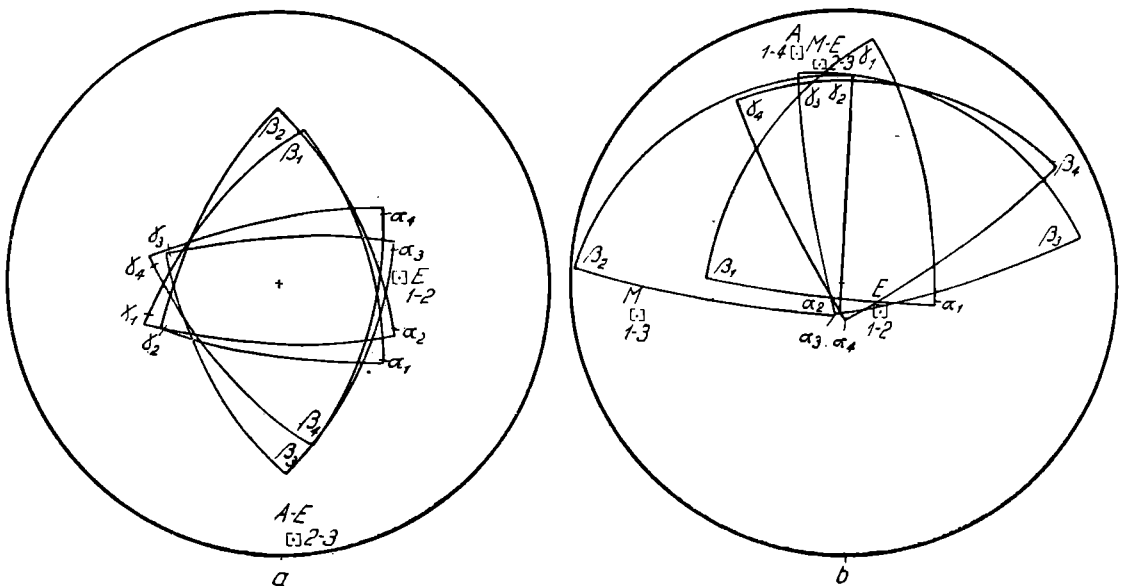 β₂
β₁
α₄
γ₃
α₃
γ₄
E
1-2
γ₁
γ₂
α₂
α₁
β₄
β₃
A-E
2-3
a
A
1-4 M-E
2-3 γ₁
γ₃ γ₂
γ₄
β₄
β₃
β₂
β₁
M
1-3
α₂ E α₁
1-2
α₃ α₄
b